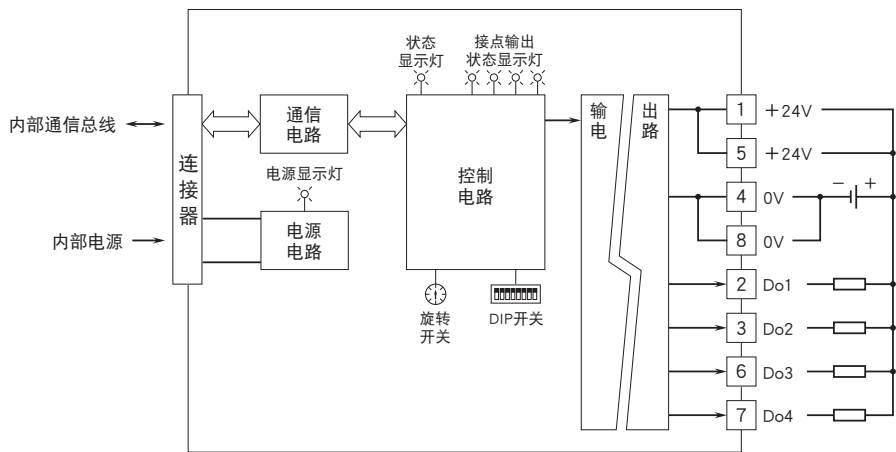 状态
显示灯
接点输出
状态显示灯
内部通信总线
连接器
通信
电路
电源显示灯
内部电源
电源
电路
控制
电路
旋转
开关
DIP开关
输出
电路
1 +24V
5 +24V
− +
4 0V
8 0V
2 Do1
3 Do2
6 Do3
7 Do4